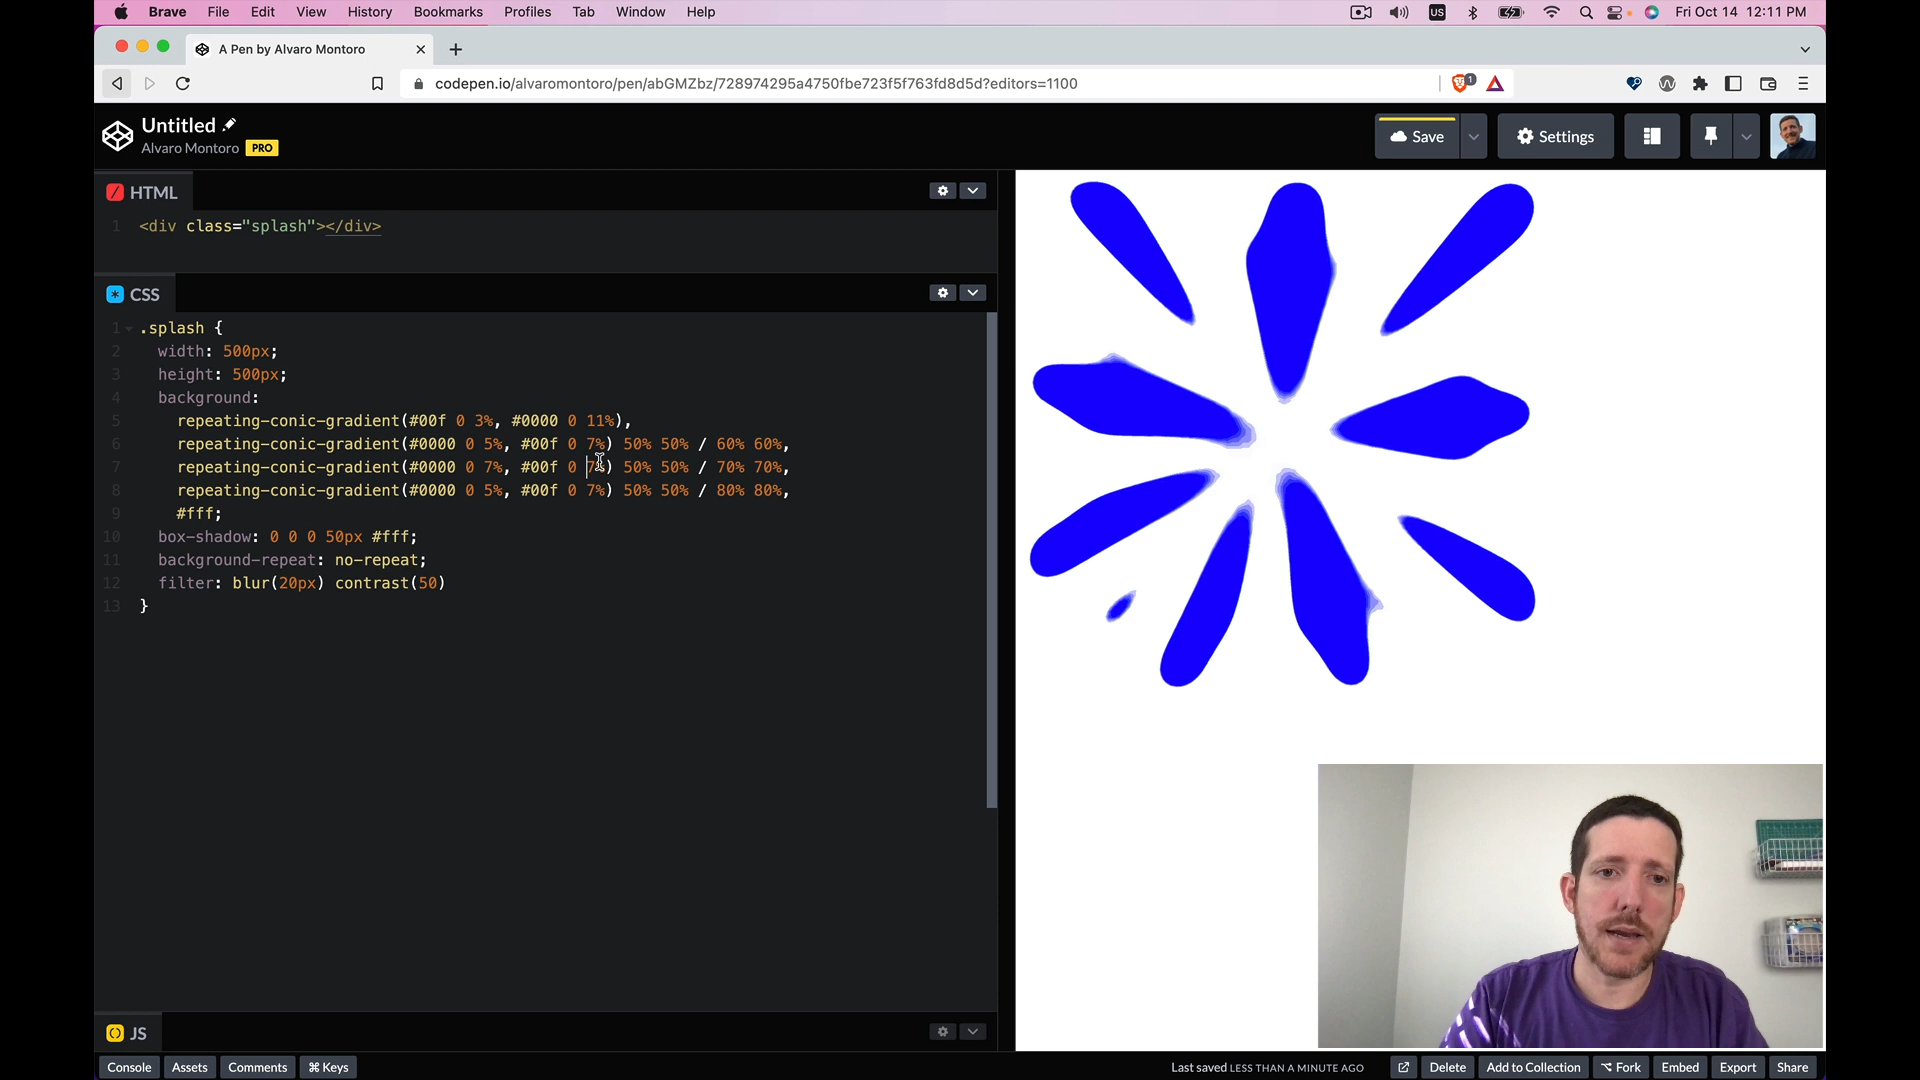 Brave File Edit View History Bookmarks Profiles Tab Window Help US Fri Oct 14 12:11 PM
A Pen by Alvaro Montoro
codepen.io/alvaromontoro/pen/abGMZbz/728974295a4750fbe723f5f763fd8d5d?editors=1100 1
Untitled
Alvaro Montoro PRO
Save Settings
HTML
1 <div class="splash"></div>
CSS
1 .splash {
2 width: 500px;
3 height: 500px;
4 background:
5 repeating-conic-gradient(#00f 0 3%, #0000 0 11%),
6 repeating-conic-gradient(#0000 0 5%, #00f 0 7%) 50% 50% / 60% 60%,
7 repeating-conic-gradient(#0000 0 7%, #00f 0 7%) 50% 50% / 70% 70%,
8 repeating-conic-gradient(#0000 0 5%, #00f 0 7%) 50% 50% / 80% 80%,
9 #fff;
10 box-shadow: 0 0 0 50px #fff;
11 background-repeat: no-repeat;
12 filter: blur(20px) contrast(50)
13 }
JS
Console Assets Comments ⌘ Keys Last saved LESS THAN A MINUTE AGO Delete Add to Collection Fork Embed Export Share